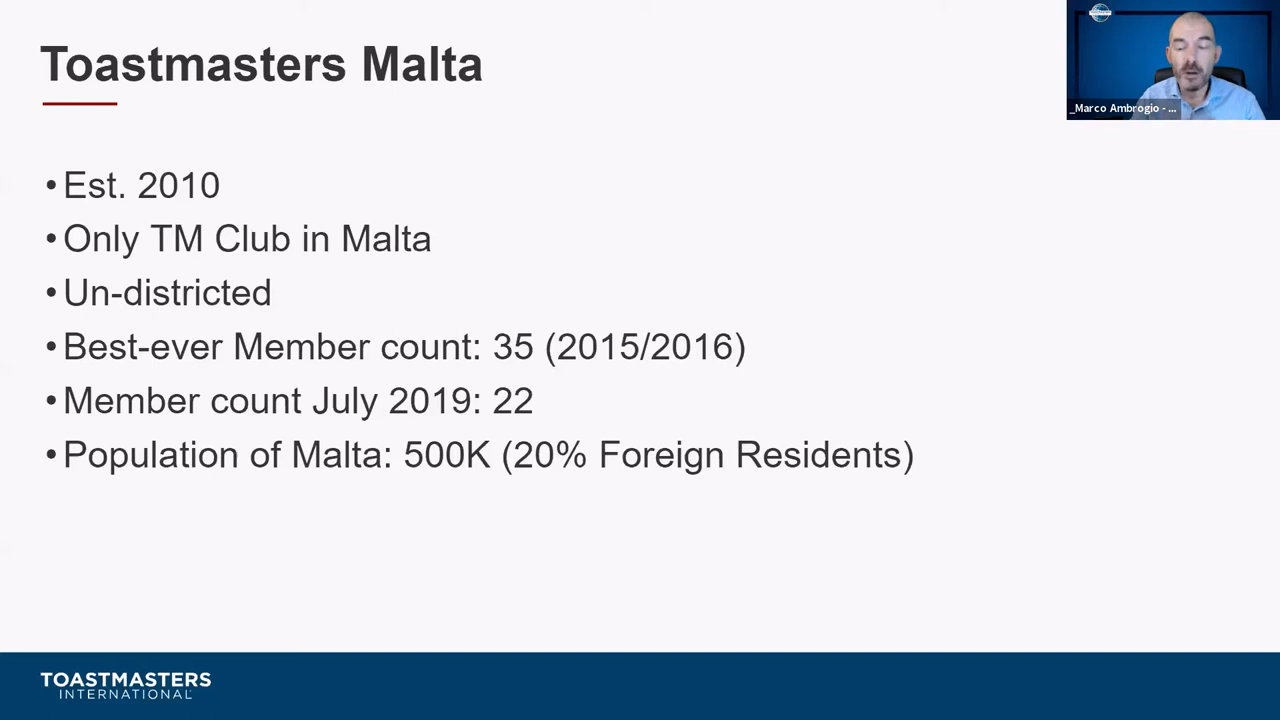 Toastmasters Malta
_Marco Ambrogio - ...
•Est. 2010
•Only TM Club in Malta
•Un-districted
•Best-ever Member count: 35 (2015/2016)
•Member count July 2019: 22
•Population of Malta: 500K (20% Foreign Residents)
TOASTMASTERS
INTERNATIONAL